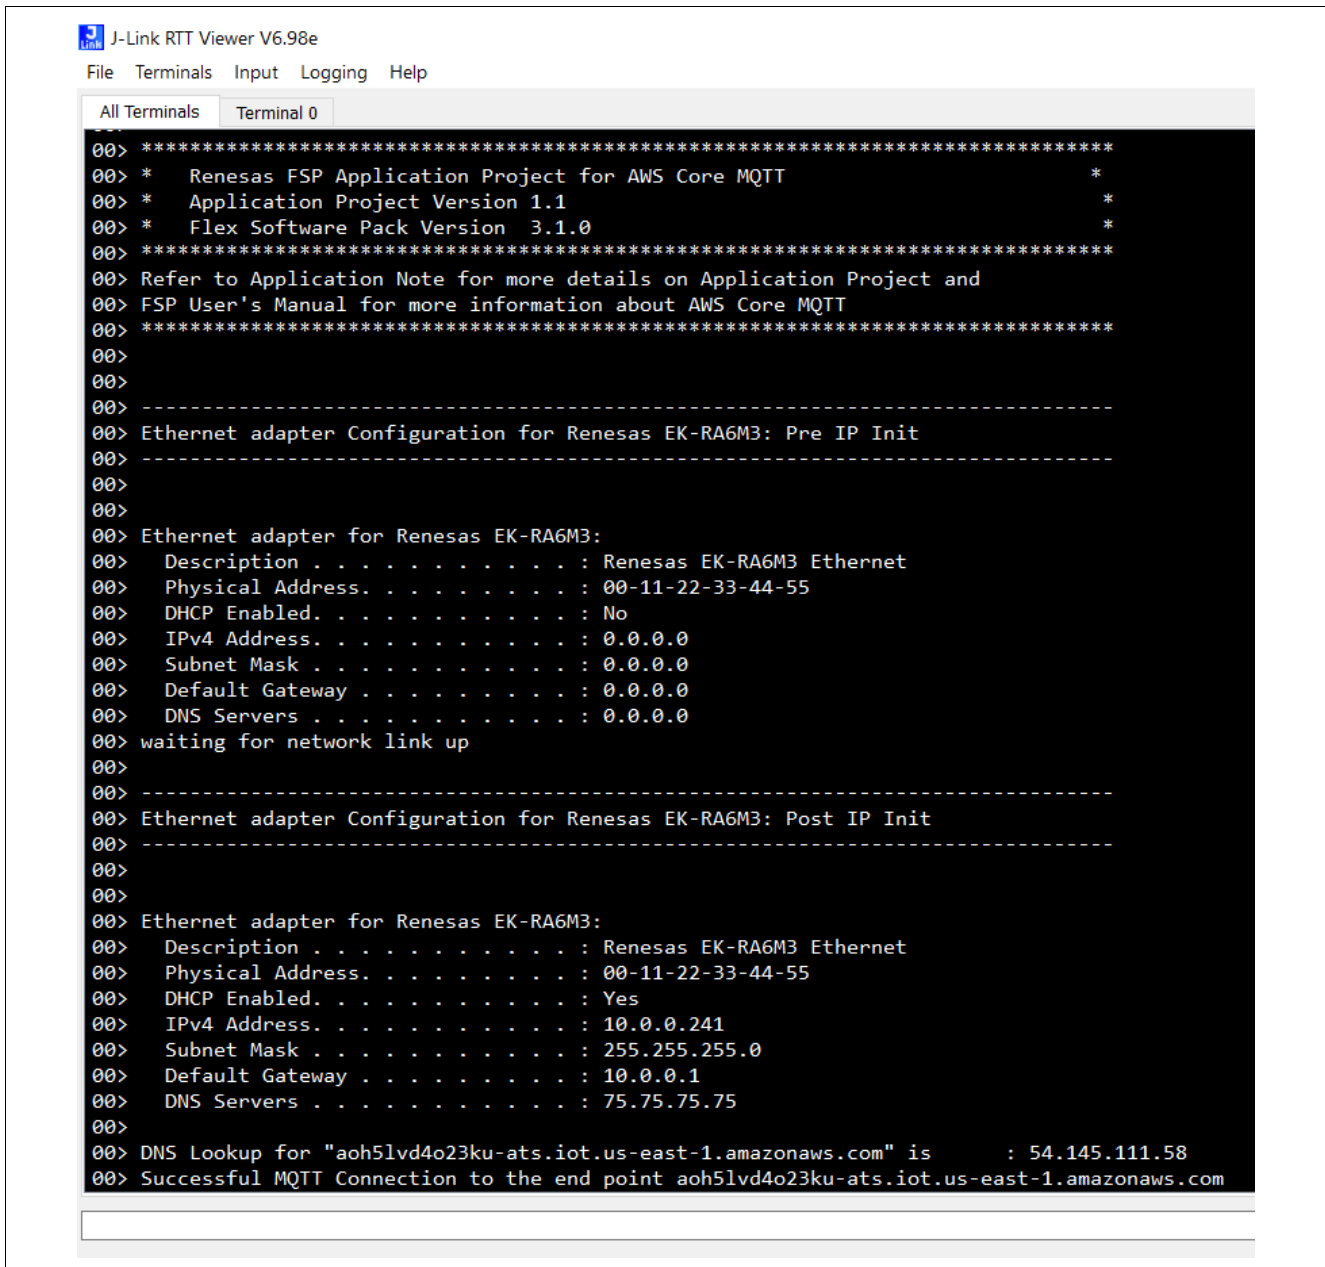 J-Link RTT Viewer V6.98e
File Terminals Input Logging Help
All Terminals Terminal 0
00> ********************************************************************************
00> *   Renesas FSP Application Project for AWS Core MQTT                         *
00> *   Application Project Version 1.1                                            *
00> *   Flex Software Pack Version  3.1.0                                          *
00> ********************************************************************************
00> Refer to Application Note for more details on Application Project and
00> FSP User's Manual for more information about AWS Core MQTT
00> ********************************************************************************
00>
00>
00> --------------------------------------------------------------------------------
00> Ethernet adapter Configuration for Renesas EK-RA6M3: Pre IP Init
00> --------------------------------------------------------------------------------
00>
00>
00> Ethernet adapter for Renesas EK-RA6M3:
00>   Description . . . . . . . . . . . : Renesas EK-RA6M3 Ethernet
00>   Physical Address. . . . . . . . . : 00-11-22-33-44-55
00>   DHCP Enabled. . . . . . . . . . . : No
00>   IPv4 Address. . . . . . . . . . . : 0.0.0.0
00>   Subnet Mask . . . . . . . . . . . : 0.0.0.0
00>   Default Gateway . . . . . . . . . : 0.0.0.0
00>   DNS Servers . . . . . . . . . . . : 0.0.0.0
00> waiting for network link up
00>
00> --------------------------------------------------------------------------------
00> Ethernet adapter Configuration for Renesas EK-RA6M3: Post IP Init
00> --------------------------------------------------------------------------------
00>
00>
00> Ethernet adapter for Renesas EK-RA6M3:
00>   Description . . . . . . . . . . . : Renesas EK-RA6M3 Ethernet
00>   Physical Address. . . . . . . . . : 00-11-22-33-44-55
00>   DHCP Enabled. . . . . . . . . . . : Yes
00>   IPv4 Address. . . . . . . . . . . : 10.0.0.241
00>   Subnet Mask . . . . . . . . . . . : 255.255.255.0
00>   Default Gateway . . . . . . . . . : 10.0.0.1
00>   DNS Servers . . . . . . . . . . . : 75.75.75.75
00>
00> DNS Lookup for "aoh5lvd4o23ku-ats.iot.us-east-1.amazonaws.com" is      : 54.145.111.58
00> Successful MQTT Connection to the end point aoh5lvd4o23ku-ats.iot.us-east-1.amazonaws.com